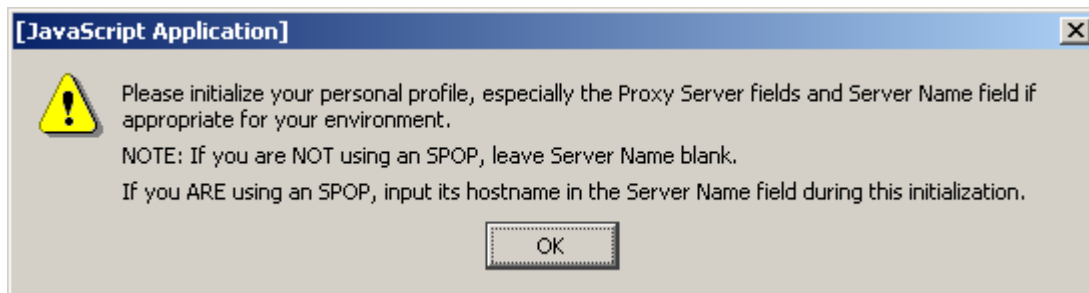 [JavaScript Application]
Please initialize your personal profile, especially the Proxy Server fields and Server Name field if
appropriate for your environment.
NOTE: If you are NOT using an SPOP, leave Server Name blank.
If you ARE using an SPOP, input its hostname in the Server Name field during this initialization.
OK